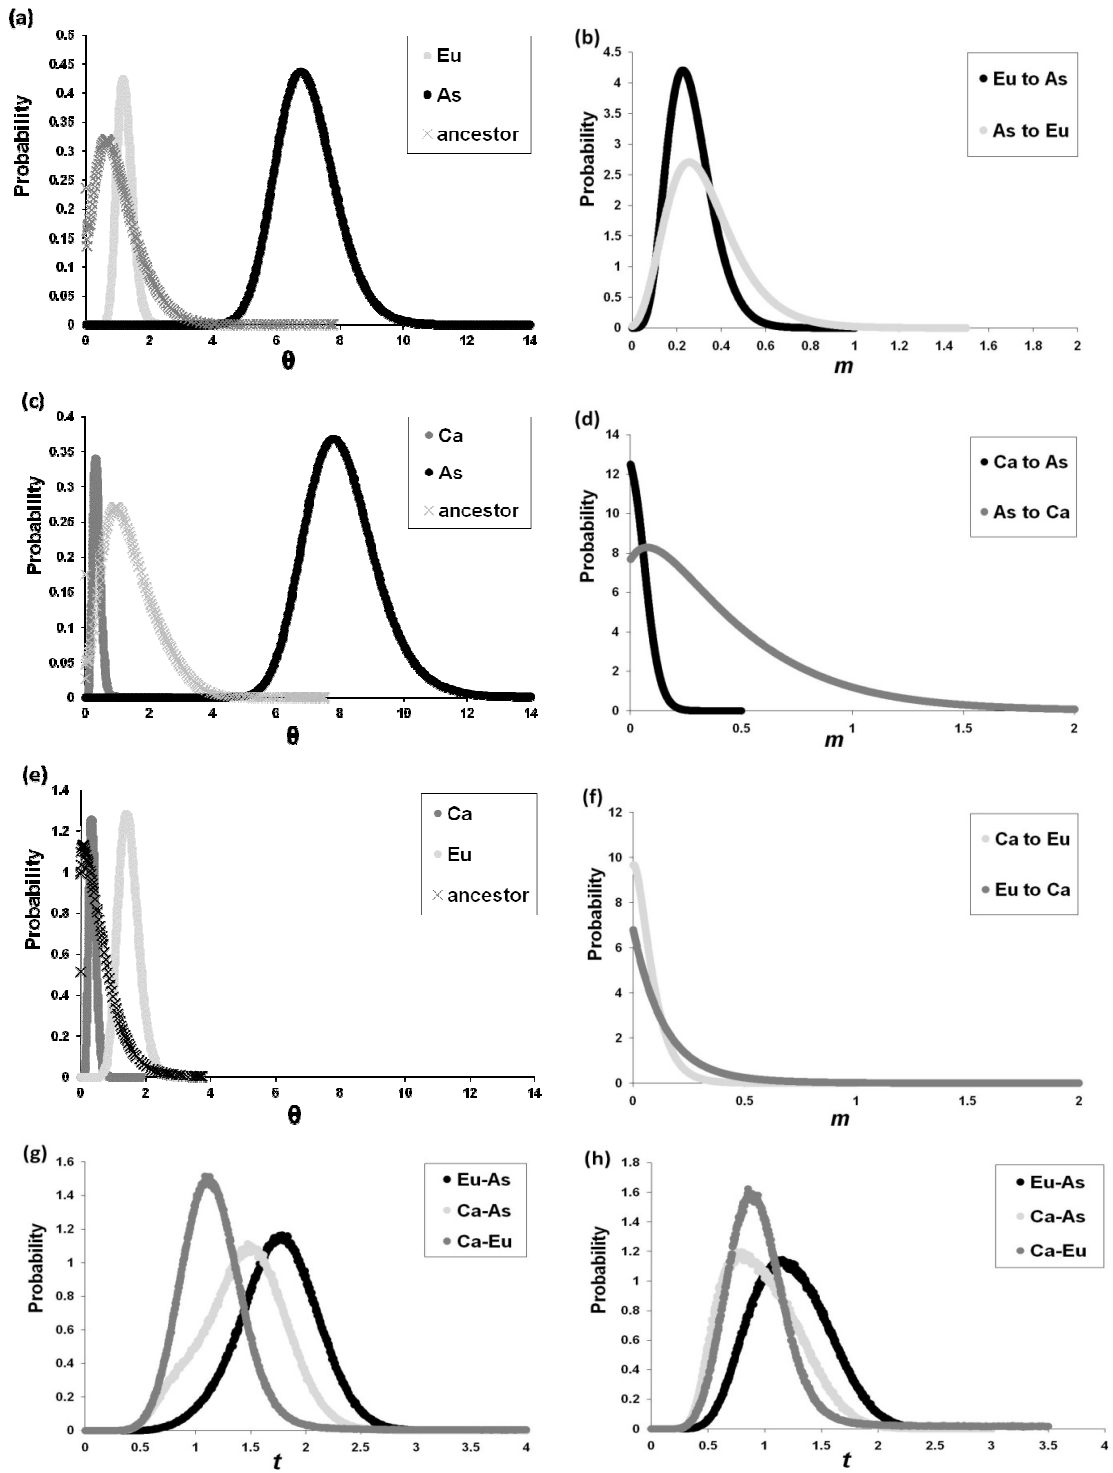 (a)
0.5
0.45
0.4
0.35
0.3
0.25
0.2
0.15
0.1
0.05
0
Probability
0 2 4 6 8 10 12 14
θ
Eu
As
ancestor
(b)
4.5
4
3.5
3
2.5
2
1.5
1
0.5
0
Probability
0 0.2 0.4 0.6 0.8 1 1.2 1.4 1.6 1.8 2
m
Eu to As
As to Eu
(c)
0.4
0.35
0.3
0.25
0.2
0.15
0.1
0.05
0
Probability
0 2 4 6 8 10 12 14
θ
Ca
As
ancestor
(d)
14
12
10
8
6
4
2
0
Probability
0 0.5 1 1.5 2
m
Ca to As
As to Ca
(e)
1.4
1.2
1
0.8
0.6
0.4
0.2
0
Probability
0 2 4 6 8 10 12 14
θ
Ca
Eu
ancestor
(f)
12
10
8
6
4
2
0
Probability
0 0.5 1 1.5 2
m
Ca to Eu
Eu to Ca
(g)
1.6
1.4
1.2
1
0.8
0.6
0.4
0.2
0
Probability
0 0.5 1 1.5 2 2.5 3 3.5 4
t
Eu-As
Ca-As
Ca-Eu
(h)
1.8
1.6
1.4
1.2
1
0.8
0.6
0.4
0.2
0
Probability
0 0.5 1 1.5 2 2.5 3 3.5 4
t
Eu-As
Ca-As
Ca-Eu